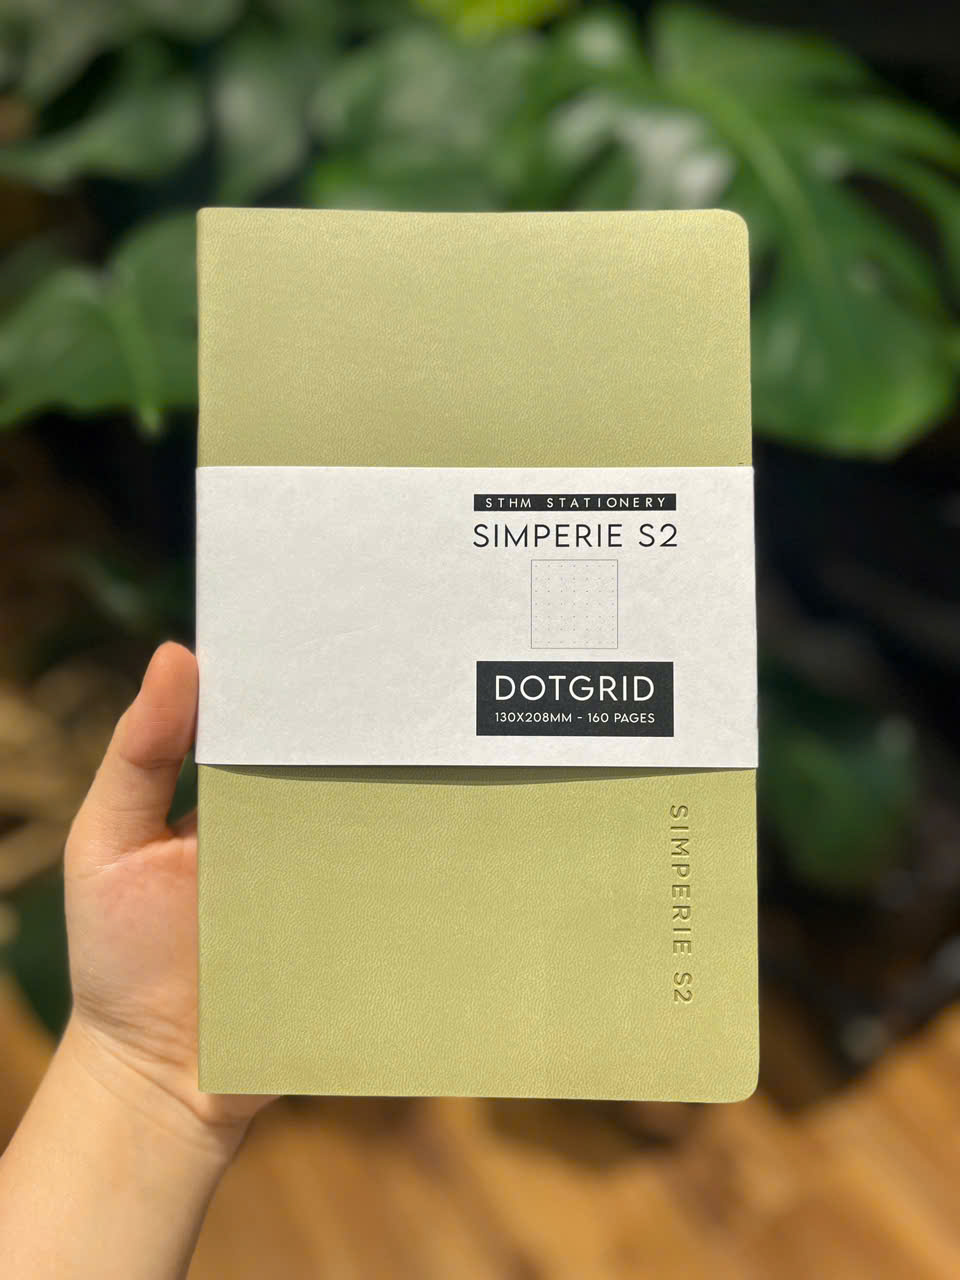 STHM STATIONERY
SIMPERIE S2
DOTGRID
130X208MM - 160 PAGES
SIMPERIE S2